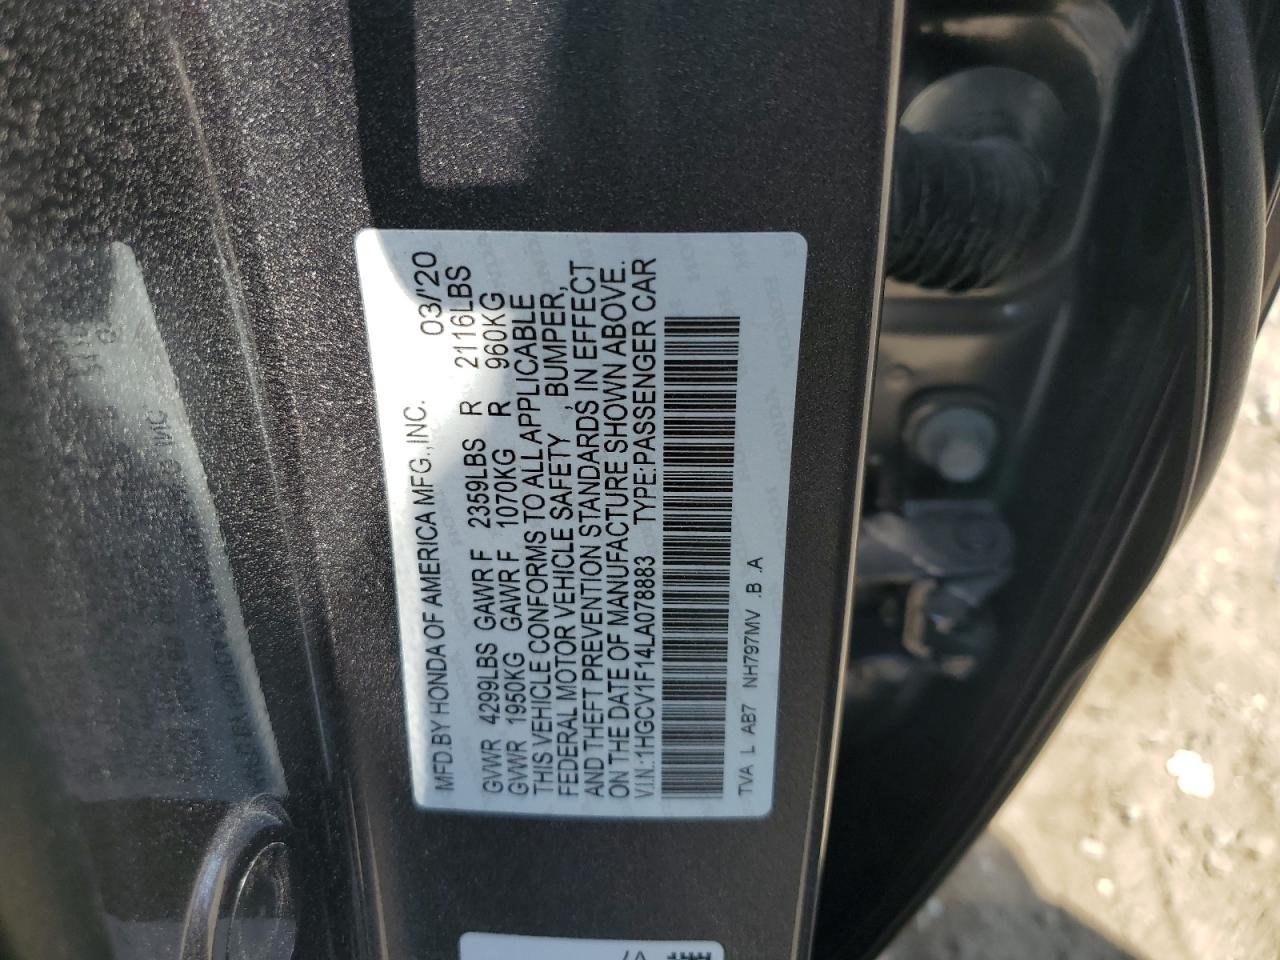 MFD.BY HONDA OF AMERICA MFG.,INC. 03/'20
GVWR 4299LBS GAWR F 2359LBS R 2116LBS
GVWR 1950KG GAWR F 1070KG R 960KG
THIS VEHICLE CONFORMS TO ALL APPLICABLE
FEDERAL MOTOR VEHICLE SAFETY , BUMPER,
AND THEFT PREVENTION STANDARDS IN EFFECT
ON THE DATE OF MANUFACTURE SHOWN ABOVE.
V.I.N.:1HGCV1F14LA078883 TYPE:PASSENGER CAR
TVA L AB7 NH797MV .B .A